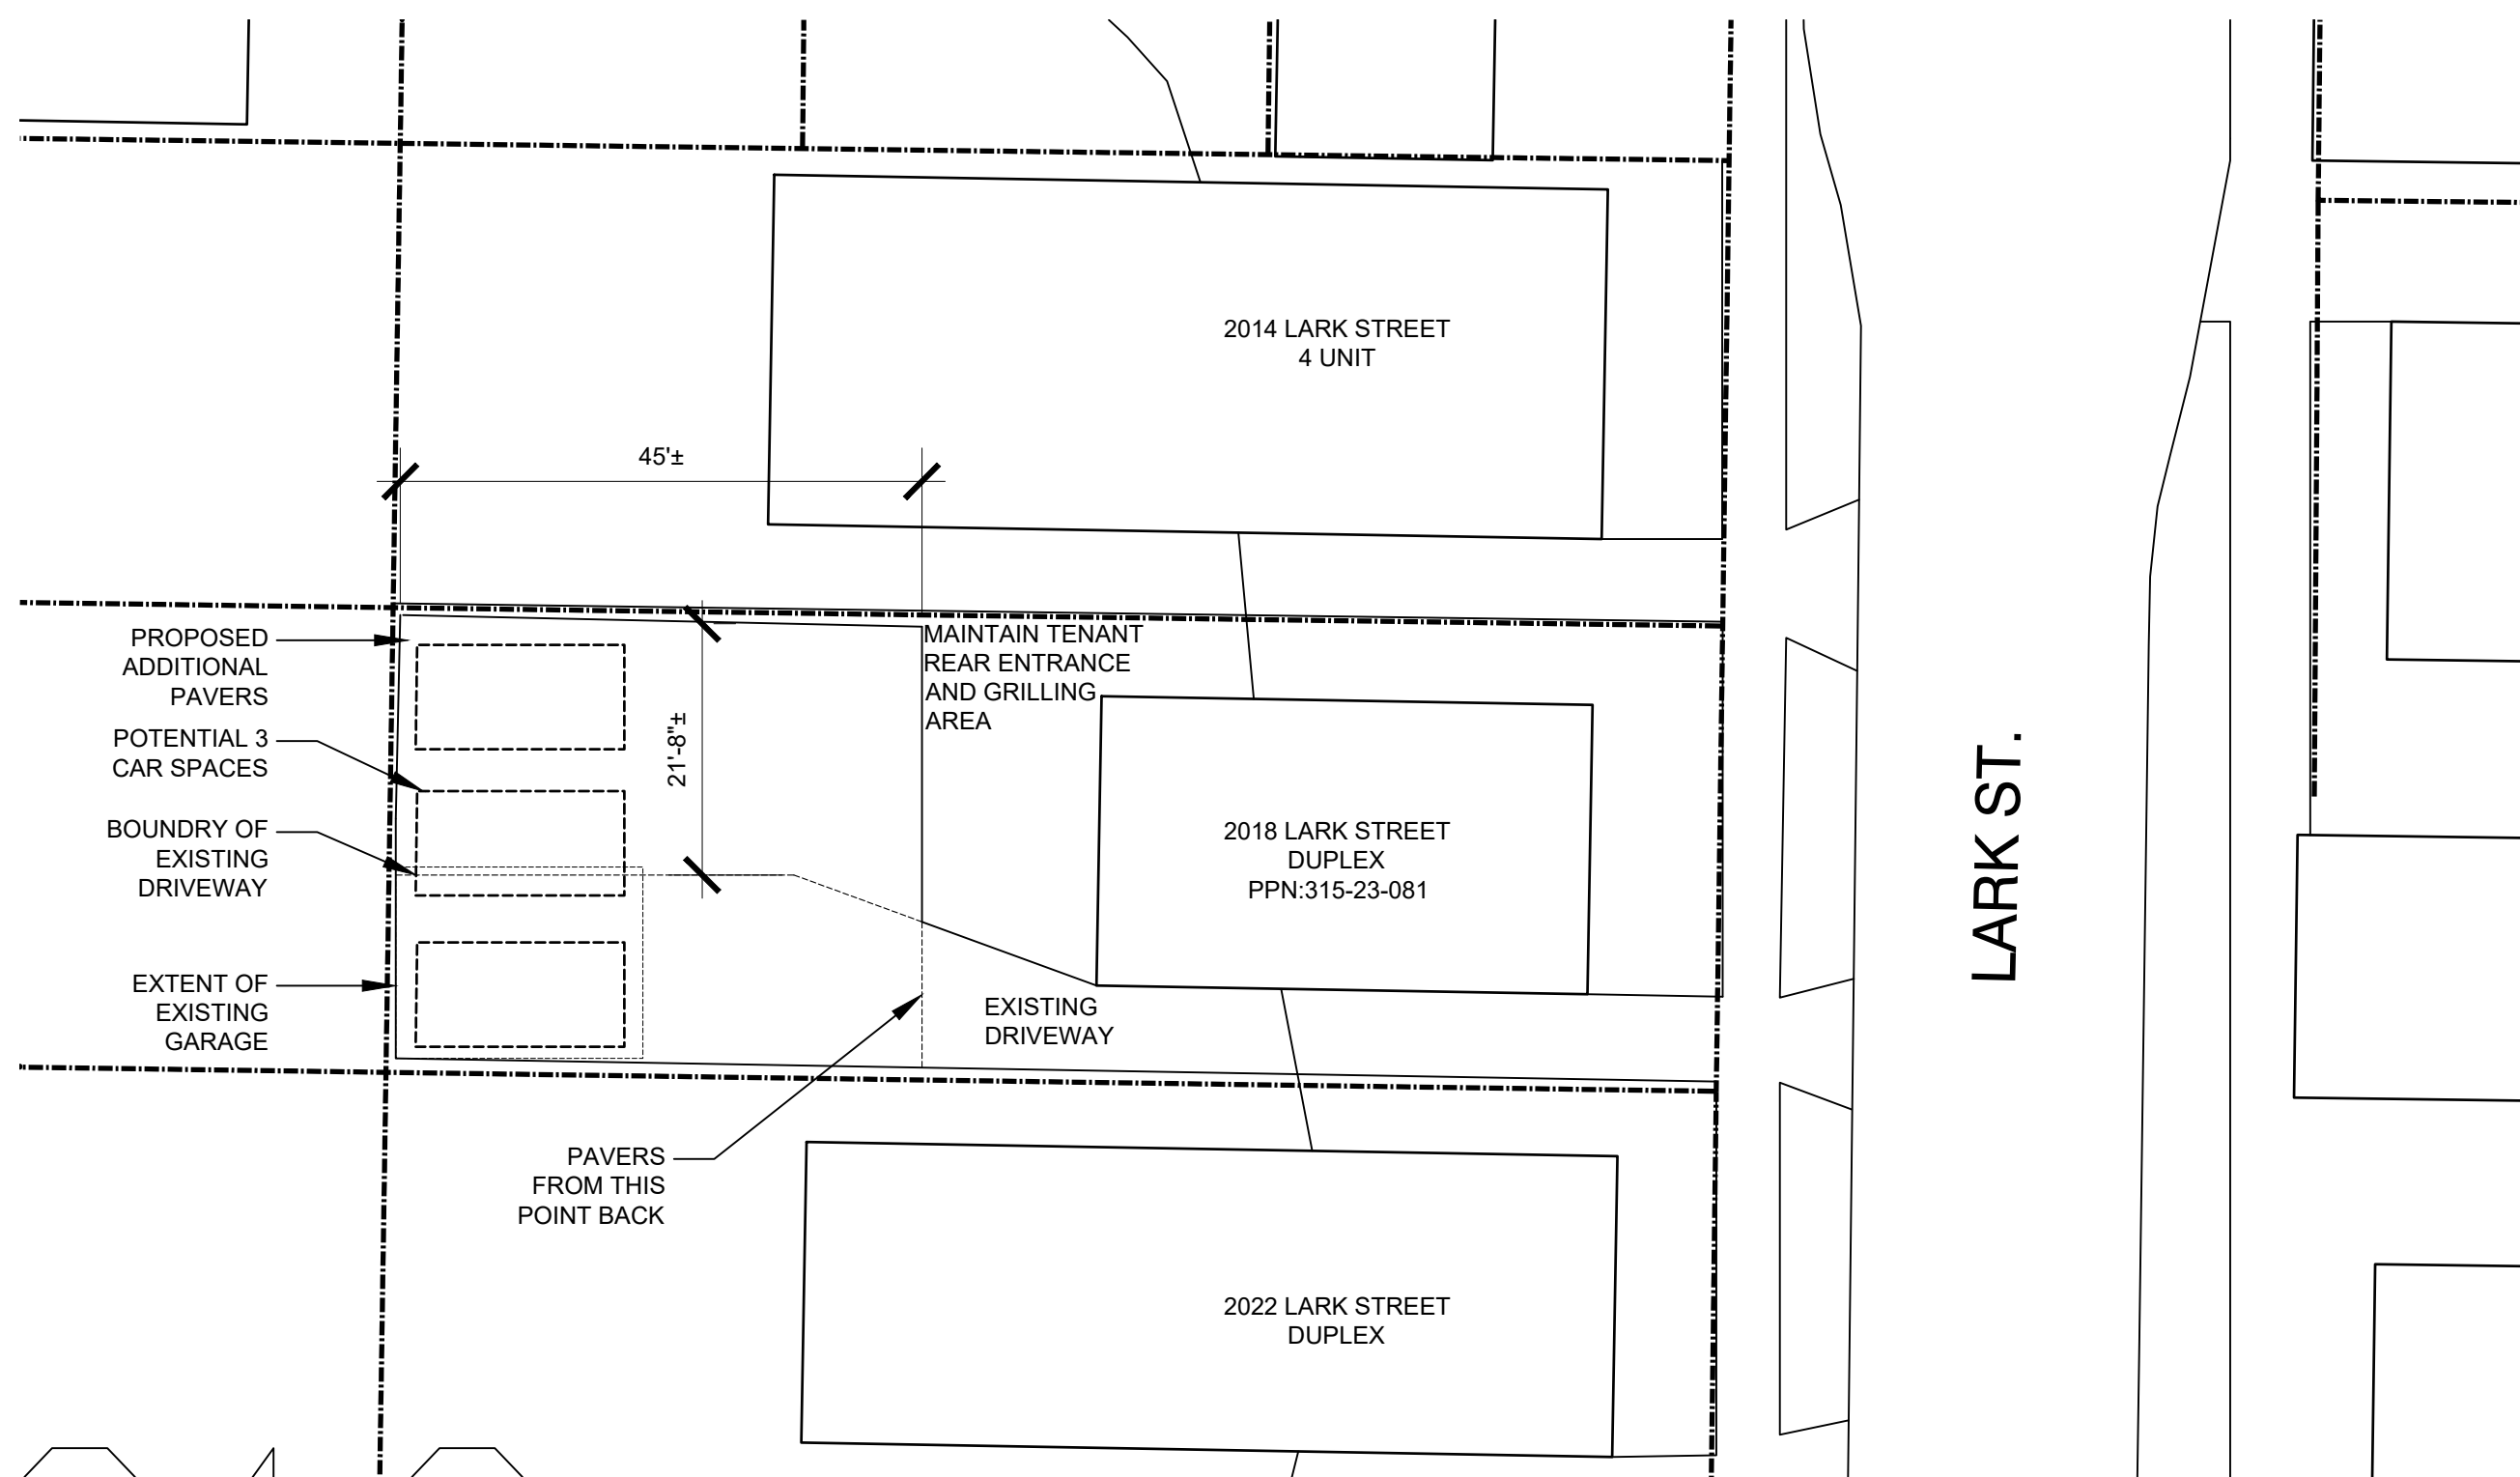 2014 LARK STREET
4 UNIT
45'±
PROPOSED
ADDITIONAL
PAVERS
POTENTIAL 3
CAR SPACES
BOUNDRY OF
EXISTING
DRIVEWAY
EXTENT OF
EXISTING
GARAGE
21'-8"±
MAINTAIN TENANT
REAR ENTRANCE
AND GRILLING
AREA
2018 LARK STREET
DUPLEX
PPN:315-23-081
EXISTING
DRIVEWAY
LARK ST.
PAVERS
FROM THIS
POINT BACK
2022 LARK STREET
DUPLEX